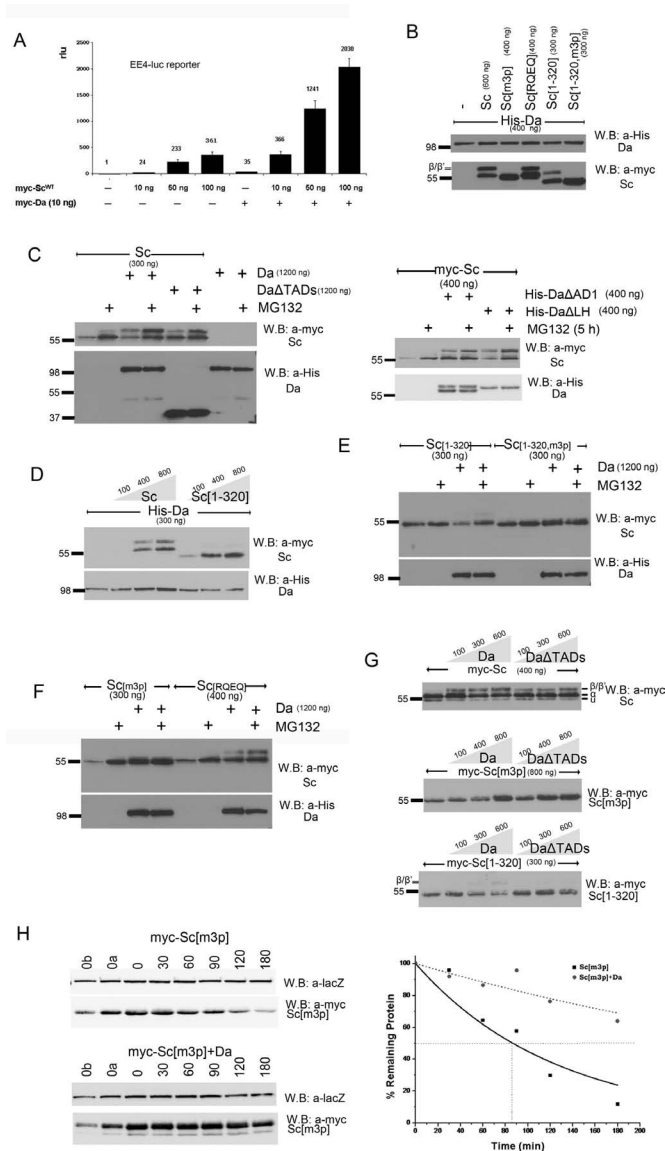 A
rlu
EE4-luc reporter
2500
2000
1500
1000
500
0
1
24
233
361
35
366
1241
2030
myc-Sc^WT — 10 ng 50 ng 100 ng — 10 ng 50 ng 100 ng
myc-Da (10 ng) — — — — + + + +
B
- Sc (600 ng) Sc[m3p] (400 ng) Sc[RQEQ] (400 ng) Sc[1-320] (300 ng) Sc[1-320,m3p] (300 ng)
His-Da
(400 ng)
98
W.B: a-His
Da
β/β'
55
W.B: a-myc
Sc
C
Sc
(300 ng)
+ + + + Da (1200 ng)
+ + DaΔTADs (1200 ng)
+ + + + MG132
55
W.B: a-myc
Sc
98
55
37
W.B: a-His
Da
myc-Sc
(400 ng)
+ + His-DaΔAD1 (400 ng)
+ + His-DaΔLH (400 ng)
+ + + MG132 (5 h)
55
W.B: a-myc
Sc
55
W.B: a-His
Da
D
100 400 800 100 400 800
Sc Sc[1-320]
His-Da
(300 ng)
55
W.B: a-myc
Sc
98
W.B: a-His
Da
E
Sc[1-320] Sc[1-320,m3p]
(300 ng) (300 ng)
+ + + + Da (1200 ng)
+ + + + MG132
55
W.B: a-myc
Sc
98
W.B: a-His
Da
F
Sc[m3p] Sc[RQEQ]
(300 ng) (400 ng)
+ + + + Da (1200 ng)
+ + + + MG132
55
W.B: a-myc
Sc
98
W.B: a-His
Da
G
100 300 600 100 300 600
Da DaΔTADs
myc-Sc (400 ng)
55
β/β'
α
W.B: a-myc
Sc
100 400 800 100 400 800
Da DaΔTADs
myc-Sc[m3p] (800 ng)
55
W.B: a-myc
Sc[m3p]
100 300 600 100 300 600
Da DaΔTADs
myc-Sc[1-320] (300 ng)
β/β'
55
W.B: a-myc
Sc[1-320]
H
myc-Sc[m3p]
0b 0a 0 30 60 90 120 180
W.B: a-lacZ
W.B: a-myc
Sc[m3p]
myc-Sc[m3p]+Da
0b 0a 0 30 60 90 120 180
W.B: a-lacZ
W.B: a-myc
Sc[m3p]
% Remaining Protein
100
80
60
40
20
0
Sc[m3p]
Sc[m3p]+Da
0 20 40 60 80 100 120 140 160 180 200
Time (min)